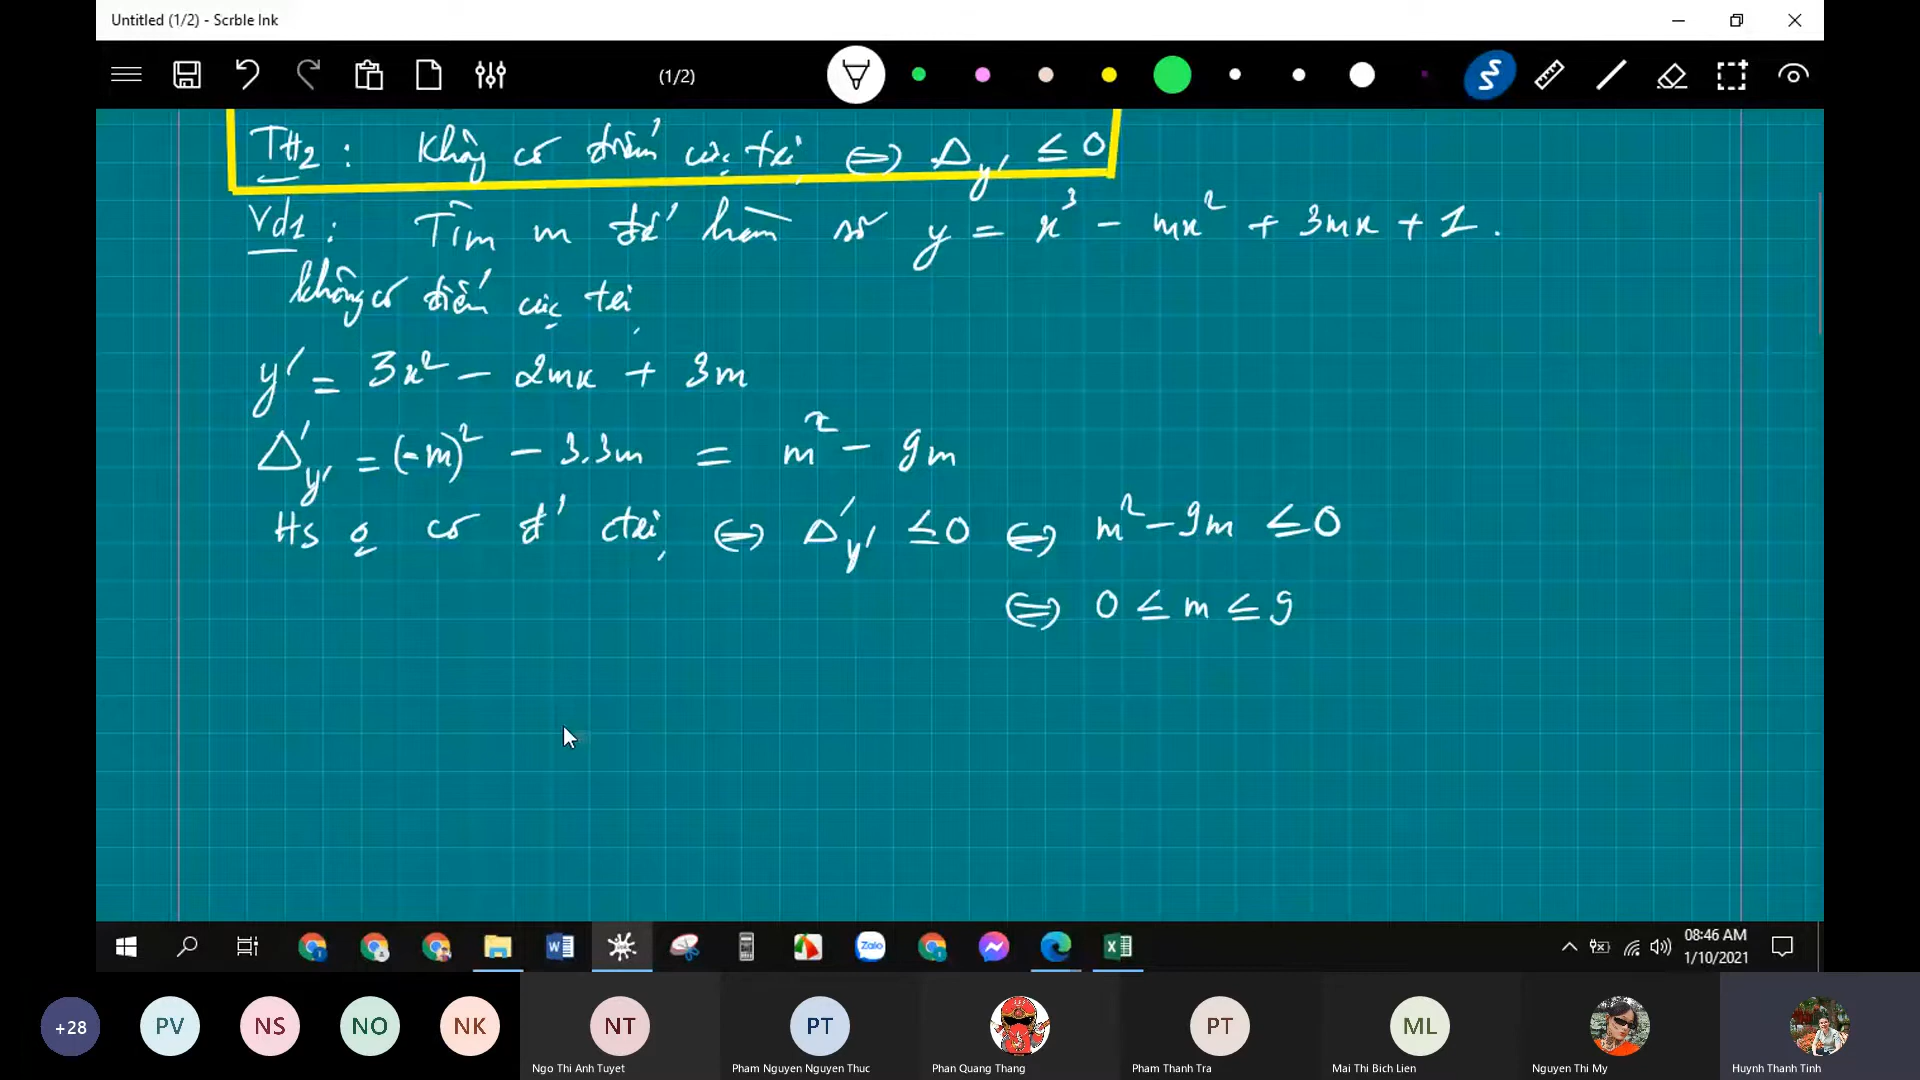 Untitled (1/2) - Scrble Ink
(1/2)
TH2 : Không có điểm cực trị ⇔ Δy' ≤ 0
Vd1 : Tìm m để hàm số y = x³ - mx² + 3mx + 1.
không có điểm cực trị
y' = 3x² - 2mx + 3m
Δ'y' = (-m)² - 3.3m = m² - 9m
Hs o có đ' ctrị ⇔ Δ'y' ≤ 0 ⇔ m² - 9m ≤ 0
⇔ 0 ≤ m ≤ 9
Zalo
08:46 AM
1/10/2021
+28 PV NS NO NK NT PT PT ML
Ngo Thi Anh Tuyet Pham Nguyen Nguyen Thuc Phan Quang Thang Pham Thanh Tra Mai Thi Bich Lien Nguyen Thi My Huynh Thanh Tinh